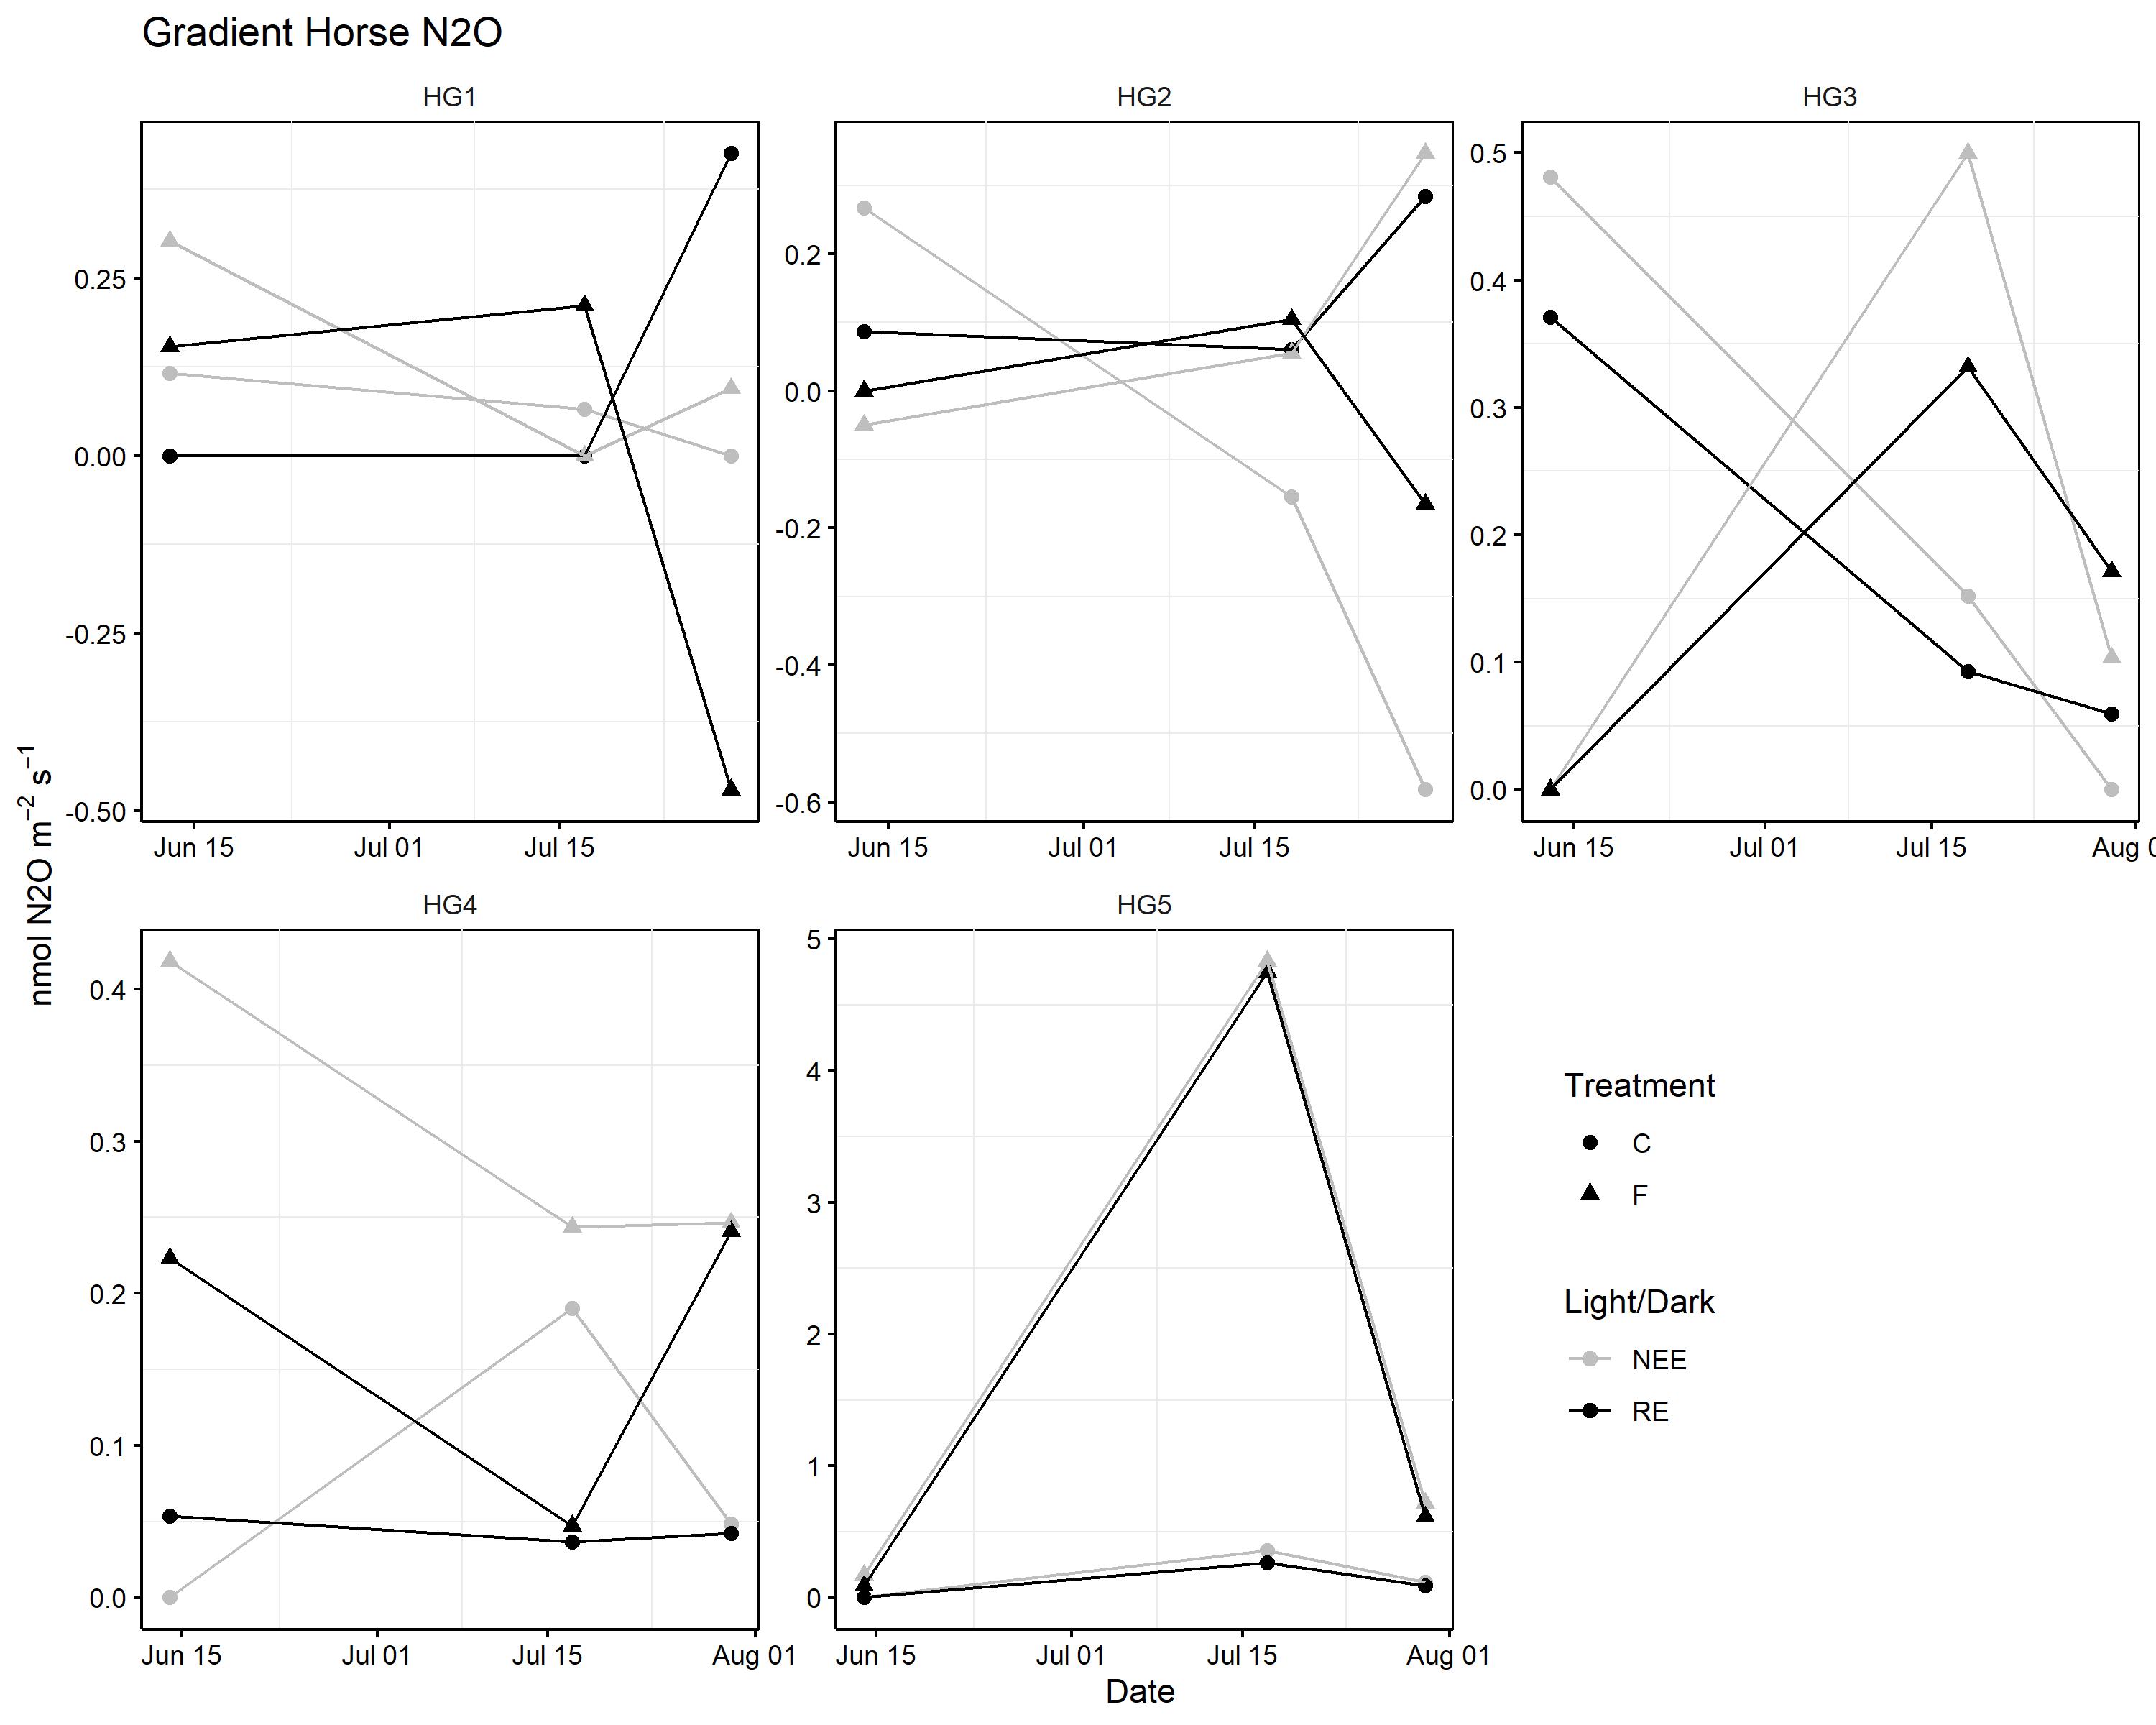 Gradient Horse N2O
HG1
HG2
HG3
0.25
0.00
-0.25
-0.50
Jun 15
Jul 01
Jul 15
0.2
0.0
-0.2
-0.4
-0.6
Jun 15
Jul 01
Jul 15
0.5
0.4
0.3
0.2
0.1
0.0
Jun 15
Jul 01
Jul 15
Aug 0
nmol N2O m⁻² s⁻¹
HG4
HG5
0.4
0.3
0.2
0.1
0.0
Jun 15
Jul 01
Jul 15
Aug 01
5
4
3
2
1
0
Jun 15
Jul 01
Jul 15
Aug 01
Date
Treatment
C
F
Light/Dark
NEE
RE